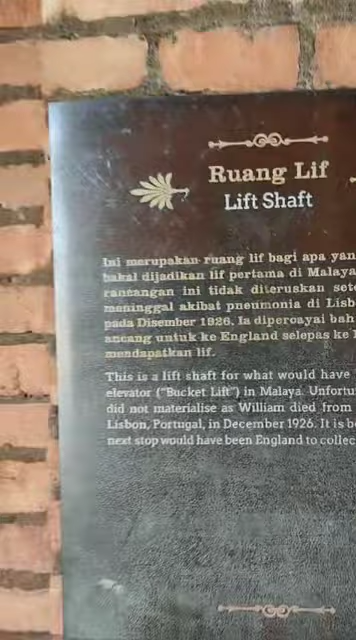 Ruang Lif
Lift Shaft
Ini merupakan ruang lif bagi apa yan
bakal dijadikan lif pertama di Malaya
rancangan ini tidak diteruskan set
meninggal akibat pneumonia di Lisb
pada Disember 1926. Ia dipercayai bah
ancang untuk ke England selepas ke
mendapatkan lif.
This is a lift shaft for what would have
elevator ("Bucket Lift") in Malaya. Unfortu
did not materialise as William died from
Lisbon, Portugal, in December 1926. It is be
next stop would have been England to collec